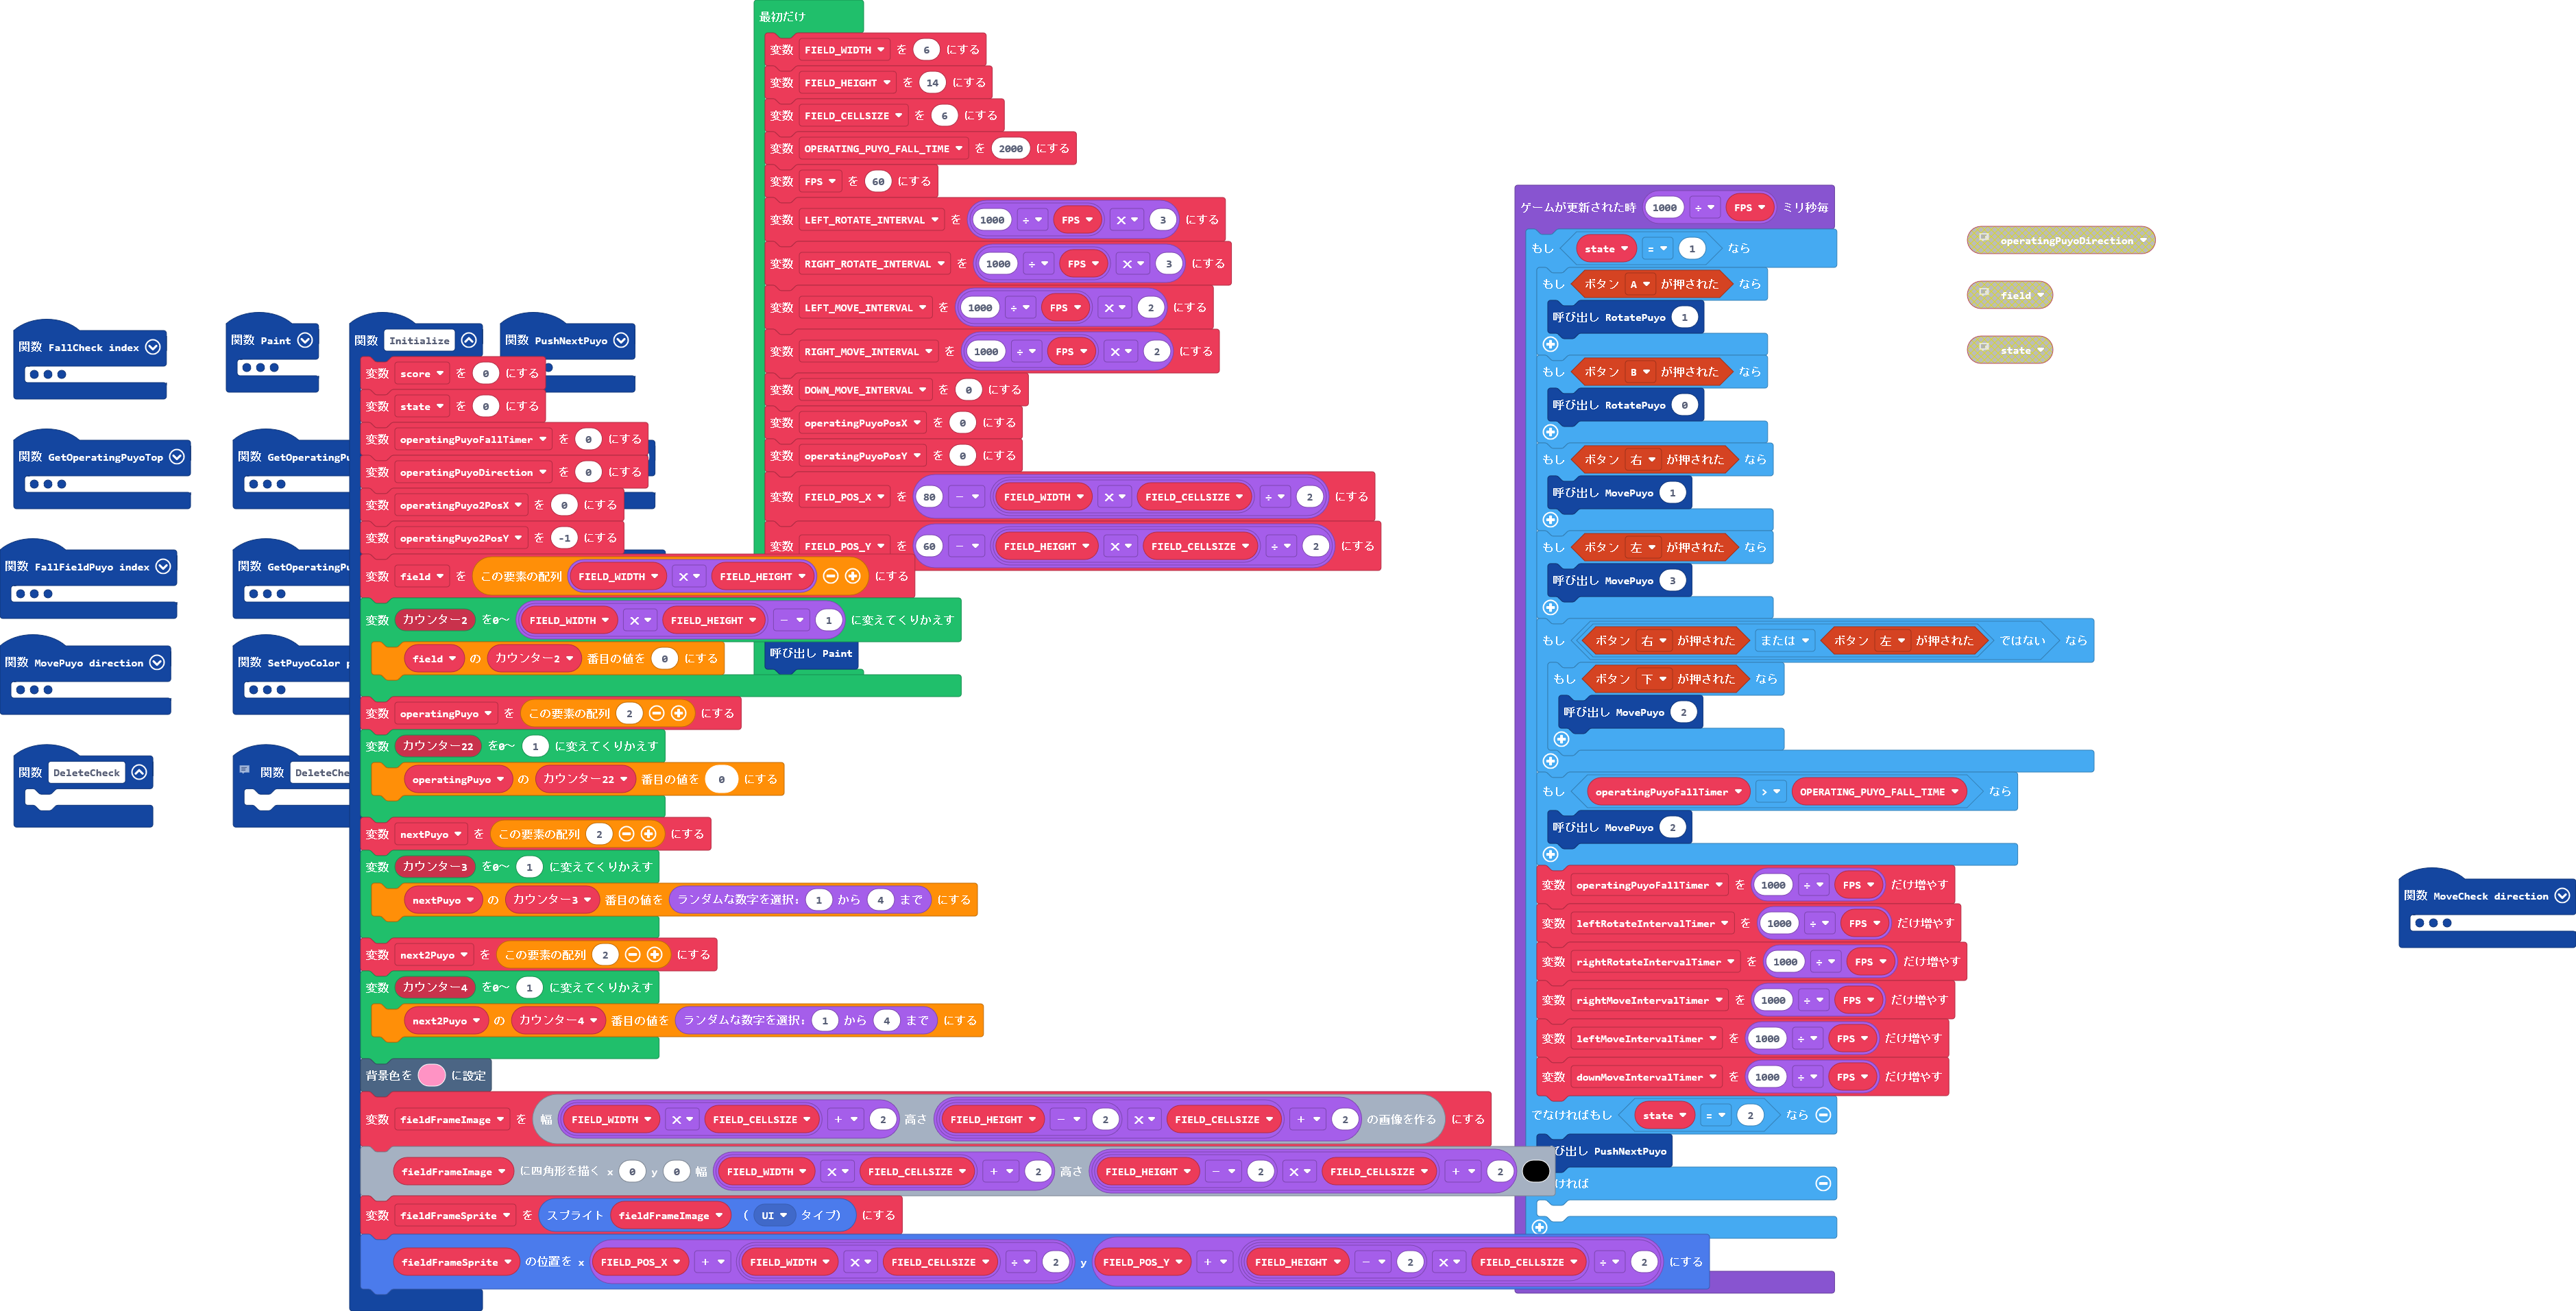 最初だけ
変数 FIELD_WIDTH を 6 にする
変数 FIELD_HEIGHT を 14 にする
変数 FIELD_CELLSIZE を 6 にする
変数 OPERATING_PUYO_FALL_TIME を 2000 にする
変数 FPS を 60 にする
変数 LEFT_ROTATE_INTERVAL を 1000 ÷ FPS × 3 にする
変数 RIGHT_ROTATE_INTERVAL を 1000 ÷ FPS × 3 にする
変数 LEFT_MOVE_INTERVAL を 1000 ÷ FPS × 2 にする
変数 RIGHT_MOVE_INTERVAL を 1000 ÷ FPS × 2 にする
変数 DOWN_MOVE_INTERVAL を 0 にする
変数 operatingPuyoPosX を 0 にする
変数 operatingPuyoPosY を 0 にする
変数 FIELD_POS_X を 80 - FIELD_WIDTH × FIELD_CELLSIZE ÷ 2 にする
変数 FIELD_POS_Y を 60 - FIELD_HEIGHT × FIELD_CELLSIZE ÷ 2 にする
呼び出し Paint
関数 FallCheck index
関数 Paint
関数 Initialize
関数 PushNextPuyo
関数 GetOperatingPuyoTop
関数 GetOperatingPu
関数 FallFieldPuyo index
関数 GetOperatingPu
関数 MovePuyo direction
関数 SetPuyoColor p
関数 DeleteCheck
関数 DeleteChe
変数 score を 0 にする
変数 state を 0 にする
変数 operatingPuyoFallTimer を 0 にする
変数 operatingPuyoDirection を 0 にする
変数 operatingPuyo2PosX を 0 にする
変数 operatingPuyo2PosY を -1 にする
変数 field を この要素の配列 FIELD_WIDTH × FIELD_HEIGHT にする
変数 カウンター2 を0〜 FIELD_WIDTH × FIELD_HEIGHT - 1 に変えてくりかえす
field の カウンター2 番目の値を 0 にする
変数 operatingPuyo を この要素の配列 2 にする
変数 カウンター22 を0〜 1 に変えてくりかえす
operatingPuyo の カウンター22 番目の値を 0 にする
変数 nextPuyo を この要素の配列 2 にする
変数 カウンター3 を0〜 1 に変えてくりかえす
nextPuyo の カウンター3 番目の値を ランダムな数字を選択: 1 から 4 まで にする
変数 next2Puyo を この要素の配列 2 にする
変数 カウンター4 を0〜 1 に変えてくりかえす
next2Puyo の カウンター4 番目の値を ランダムな数字を選択: 1 から 4 まで にする
背景色を に設定
変数 fieldFrameImage を 幅 FIELD_WIDTH × FIELD_CELLSIZE + 2 高さ FIELD_HEIGHT - 2 × FIELD_CELLSIZE + 2 の画像を作る にする
fieldFrameImage に四角形を描く x 0 y 0 幅 FIELD_WIDTH × FIELD_CELLSIZE + 2 高さ FIELD_HEIGHT - 2 × FIELD_CELLSIZE + 2
変数 fieldFrameSprite を スプライト fieldFrameImage ( UI タイプ) にする
fieldFrameSprite の位置を x FIELD_POS_X + FIELD_WIDTH × FIELD_CELLSIZE ÷ 2 y FIELD_POS_Y + FIELD_HEIGHT - 2 × FIELD_CELLSIZE ÷ 2 にする
ゲームが更新された時 1000 ÷ FPS ミリ秒毎
もし state = 1 なら
もし ボタン A が押された なら
呼び出し RotatePuyo 1
もし ボタン B が押された なら
呼び出し RotatePuyo 0
もし ボタン 右 が押された なら
呼び出し MovePuyo 1
もし ボタン 左 が押された なら
呼び出し MovePuyo 3
もし ボタン 右 が押された または ボタン 左 が押された ではない なら
もし ボタン 下 が押された なら
呼び出し MovePuyo 2
もし operatingPuyoFallTimer > OPERATING_PUYO_FALL_TIME なら
呼び出し MovePuyo 2
変数 operatingPuyoFallTimer を 1000 ÷ FPS だけ増やす
変数 leftRotateIntervalTimer を 1000 ÷ FPS だけ増やす
変数 rightRotateIntervalTimer を 1000 ÷ FPS だけ増やす
変数 rightMoveIntervalTimer を 1000 ÷ FPS だけ増やす
変数 leftMoveIntervalTimer を 1000 ÷ FPS だけ増やす
変数 downMoveIntervalTimer を 1000 ÷ FPS だけ増やす
でなければもし state = 2 なら
び出し PushNextPuyo
ければ
operatingPuyoDirection
field
state
関数 MoveCheck direction